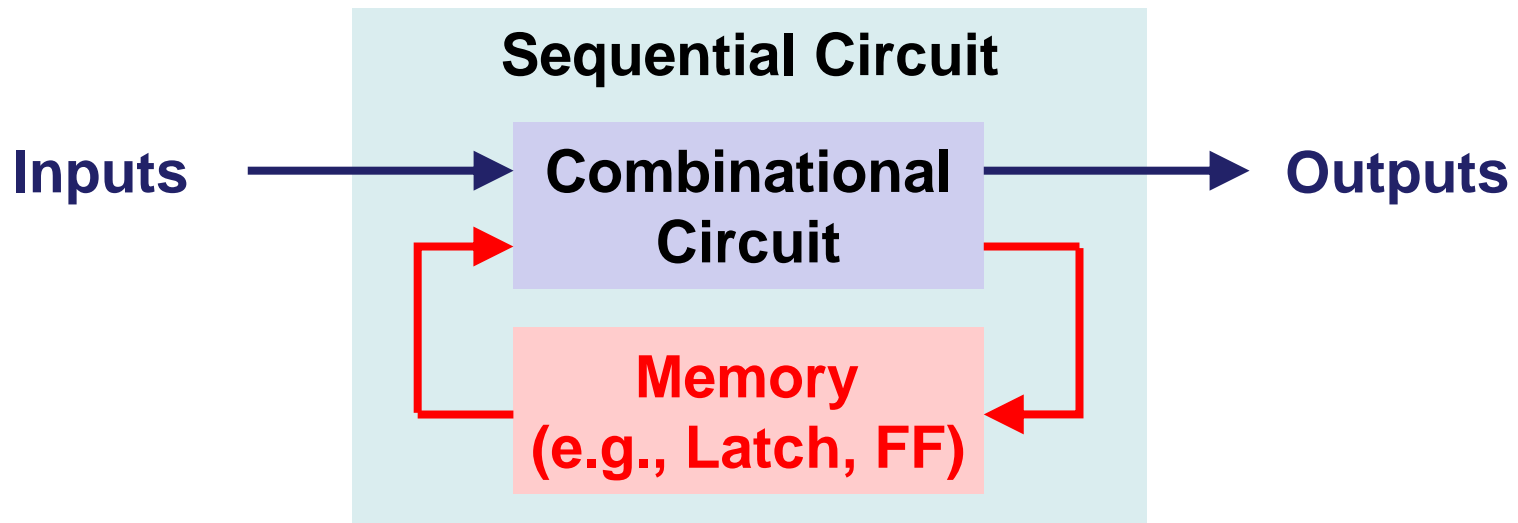 Sequential Circuit
Inputs
Combinational
Circuit
Outputs
Memory
(e.g., Latch, FF)